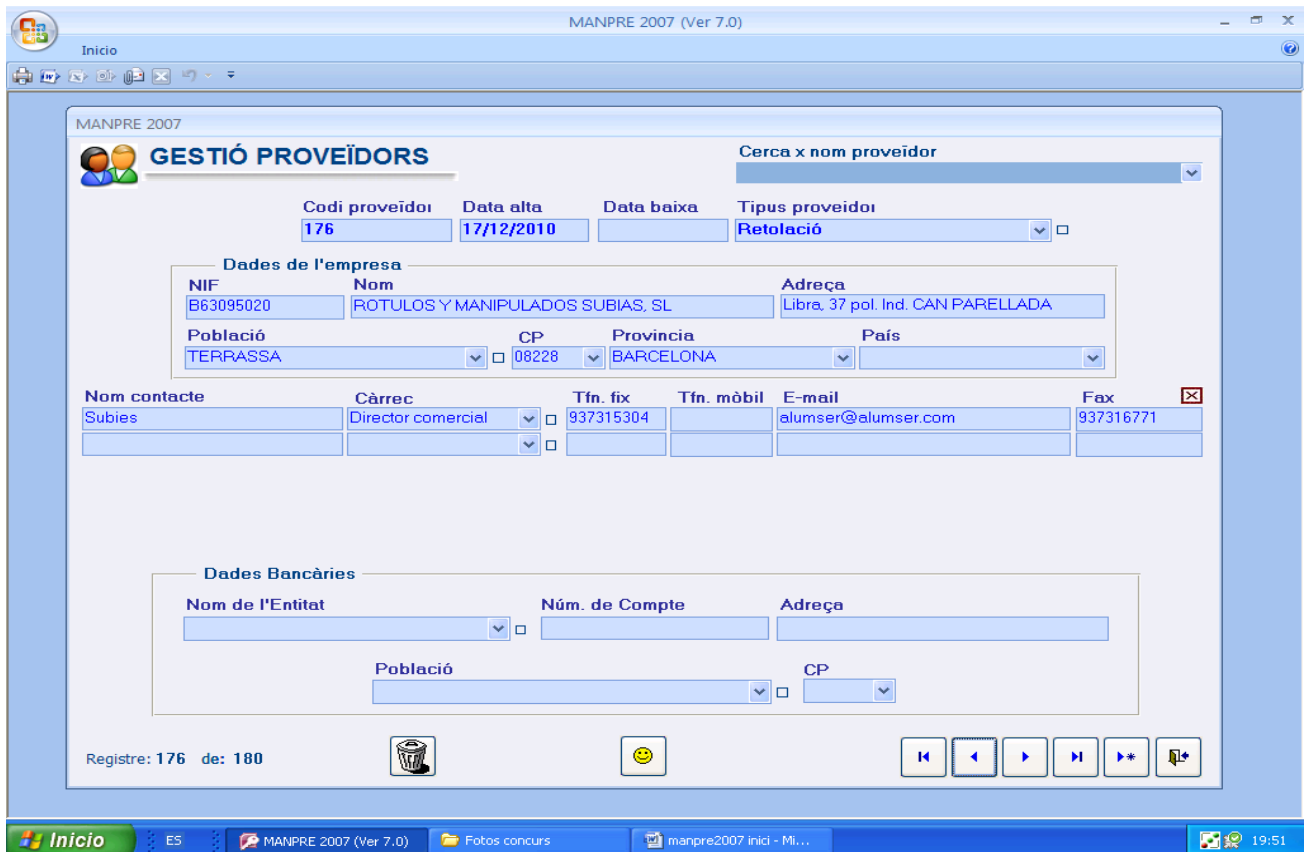 MANPRE 2007 (Ver 7.0)
Inicio
MANPRE 2007
GESTIÓ PROVEÏDORS
Cerca x nom proveïdor
Codi proveïdor Data alta Data baixa Tipus proveidor
176 17/12/2010 Retolació
Dades de l'empresa
NIF Nom Adreça
B63095020 ROTULOS Y MANIPULADOS SUBIAS, SL Libra, 37 pol. Ind. CAN PARELLADA
Població CP Provincia País
TERRASSA 08228 BARCELONA
Nom contacte Càrrec Tfn. fix Tfn. mòbil E-mail Fax
Subies Director comercial 937315304 alumser@alumser.com 937316771
Dades Bancàries
Nom de l'Entitat Núm. de Compte Adreça
Població CP
Registre: 176 de: 180
Inicio ES MANPRE 2007 (Ver 7.0) Fotos concurs manpre2007 inici - Mi... 19:51